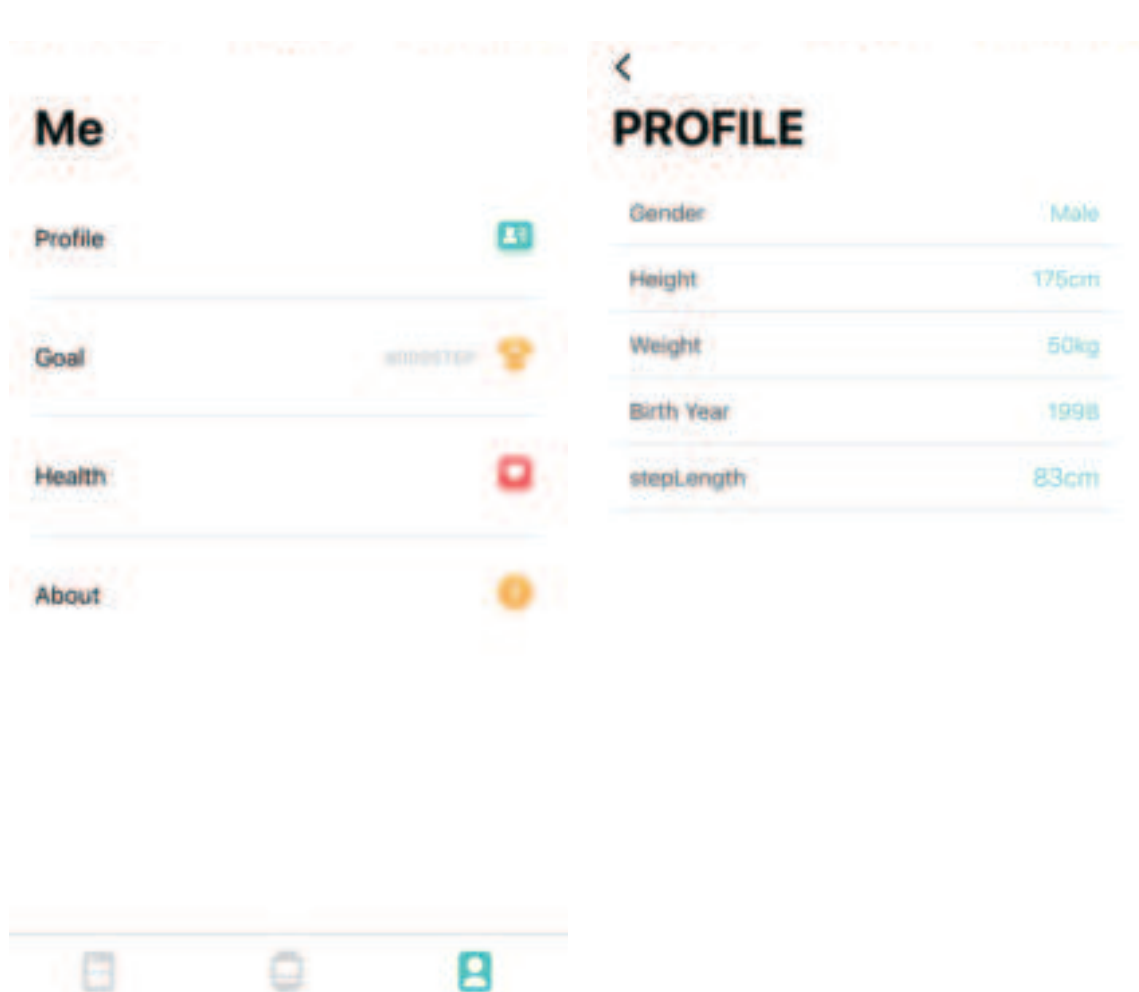 Me
Profile
Goal
Health
About
PROFILE
Gender Male
Height 175cm
Weight 50kg
Birth Year 1998
stepLength 83cm